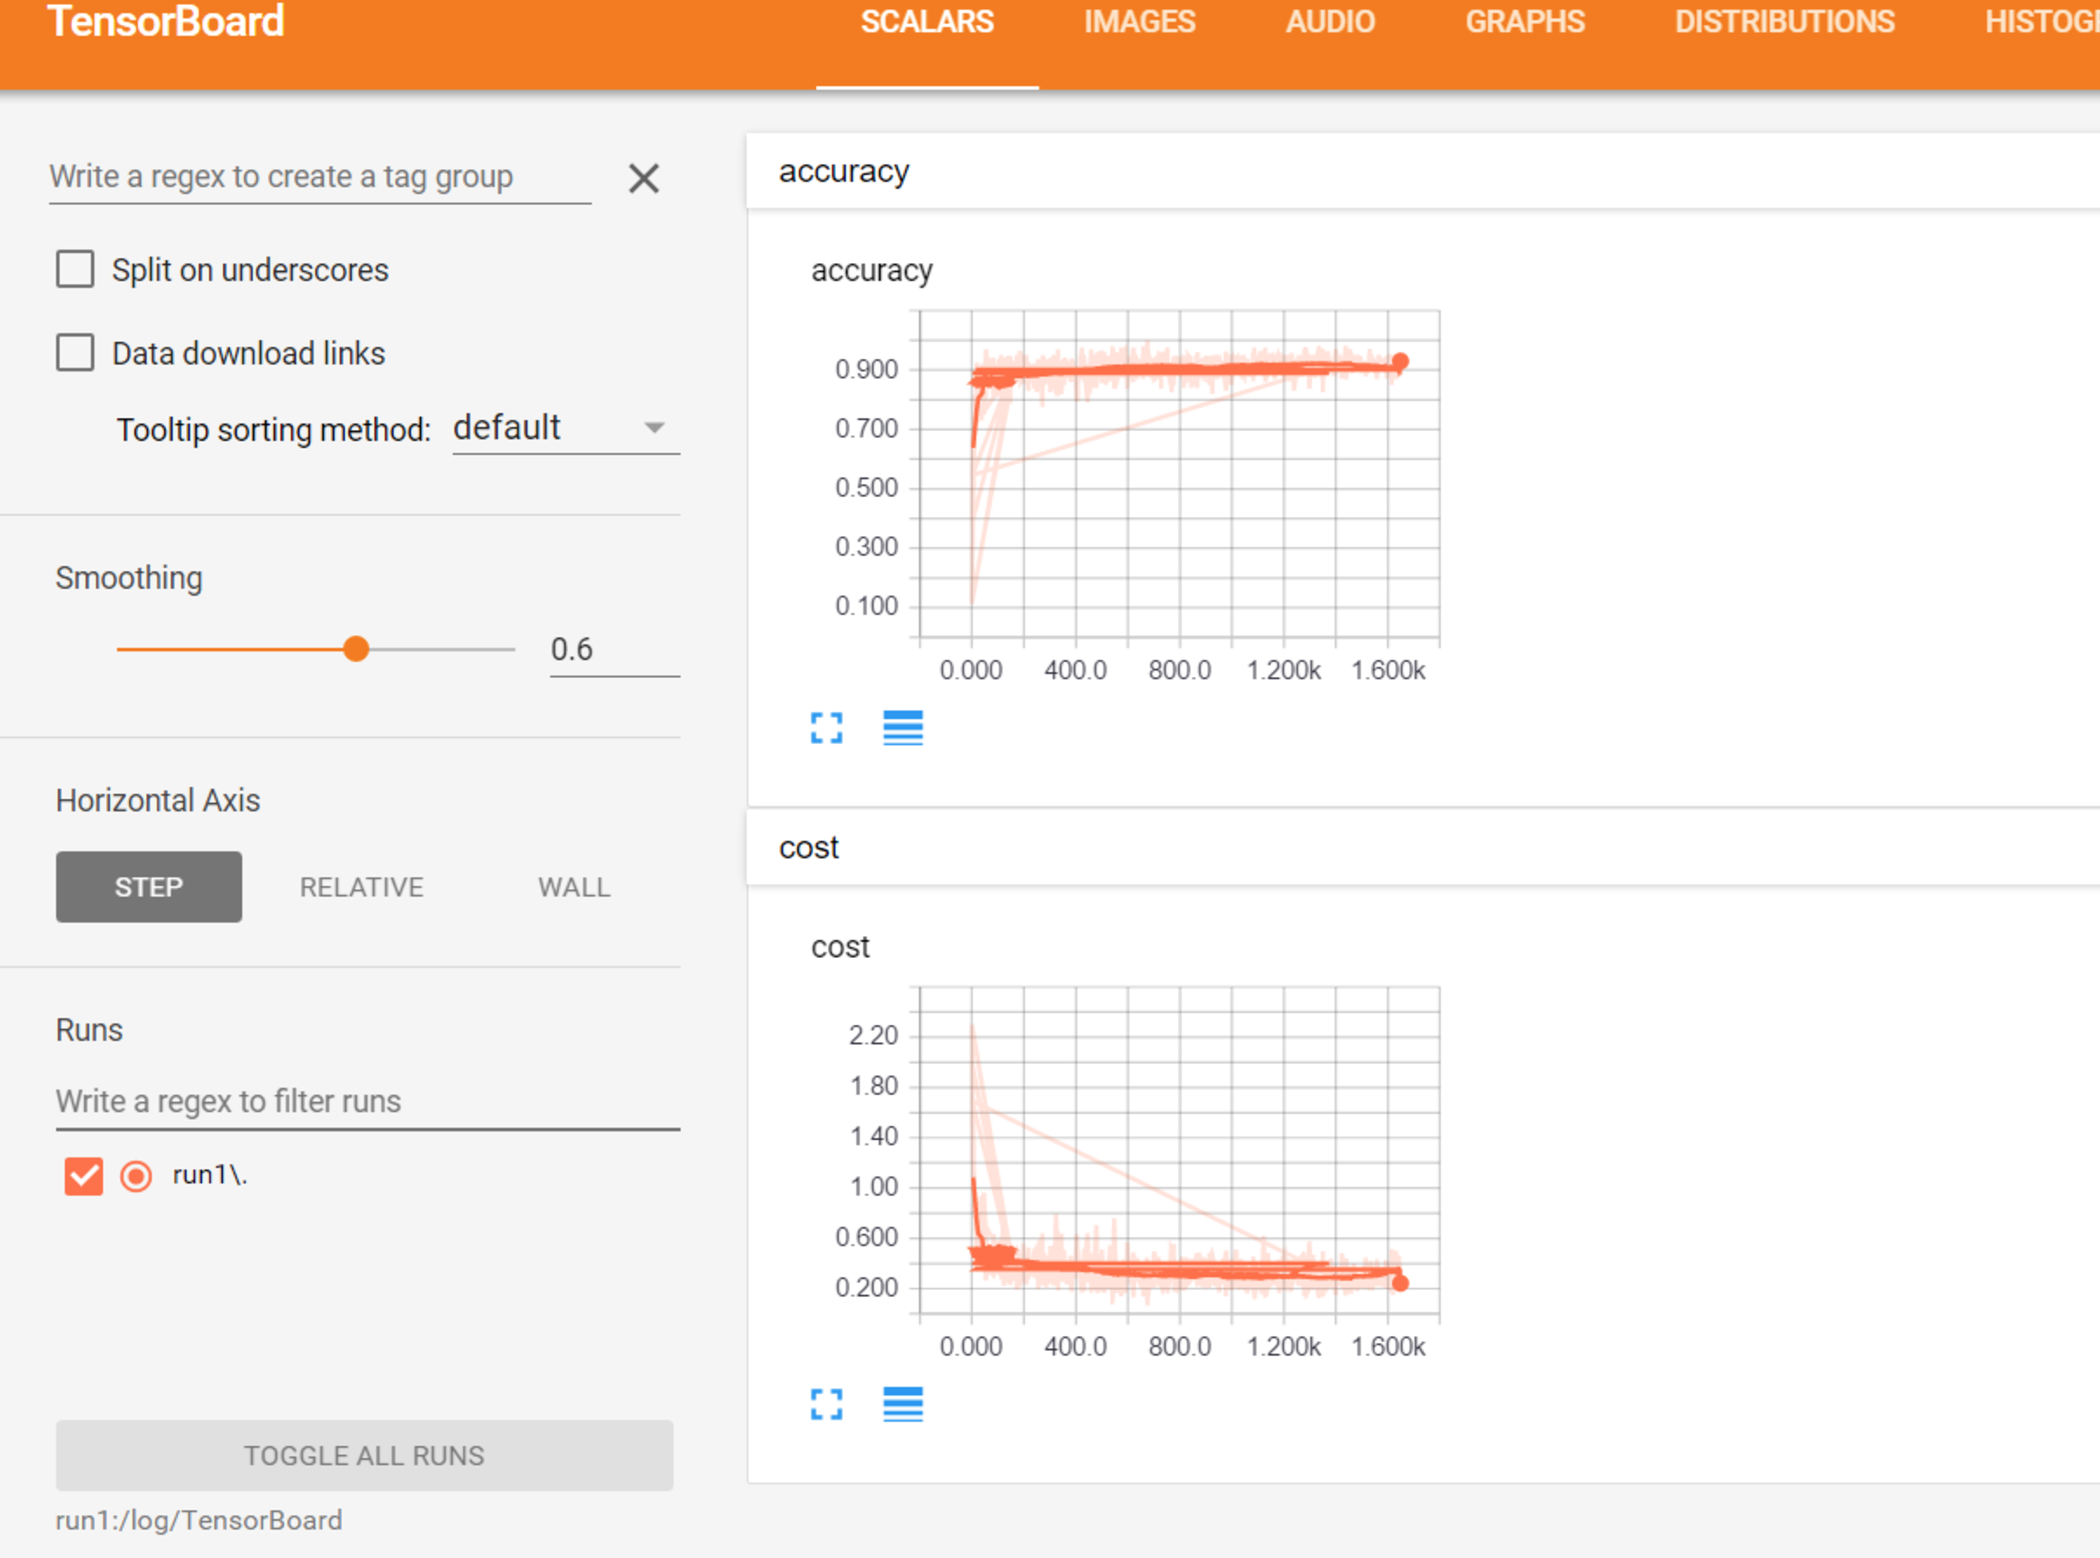 TensorBoard
SCALARS IMAGES AUDIO GRAPHS DISTRIBUTIONS HISTOG
Write a regex to create a tag group
Split on underscores
Data download links
Tooltip sorting method: default
Smoothing
0.6
Horizontal Axis
STEP RELATIVE WALL
Runs
Write a regex to filter runs
run1\.
TOGGLE ALL RUNS
run1:/log/TensorBoard
accuracy
accuracy
0.900
0.700
0.500
0.300
0.100
0.000 400.0 800.0 1.200k 1.600k
cost
cost
2.20
1.80
1.40
1.00
0.600
0.200
0.000 400.0 800.0 1.200k 1.600k